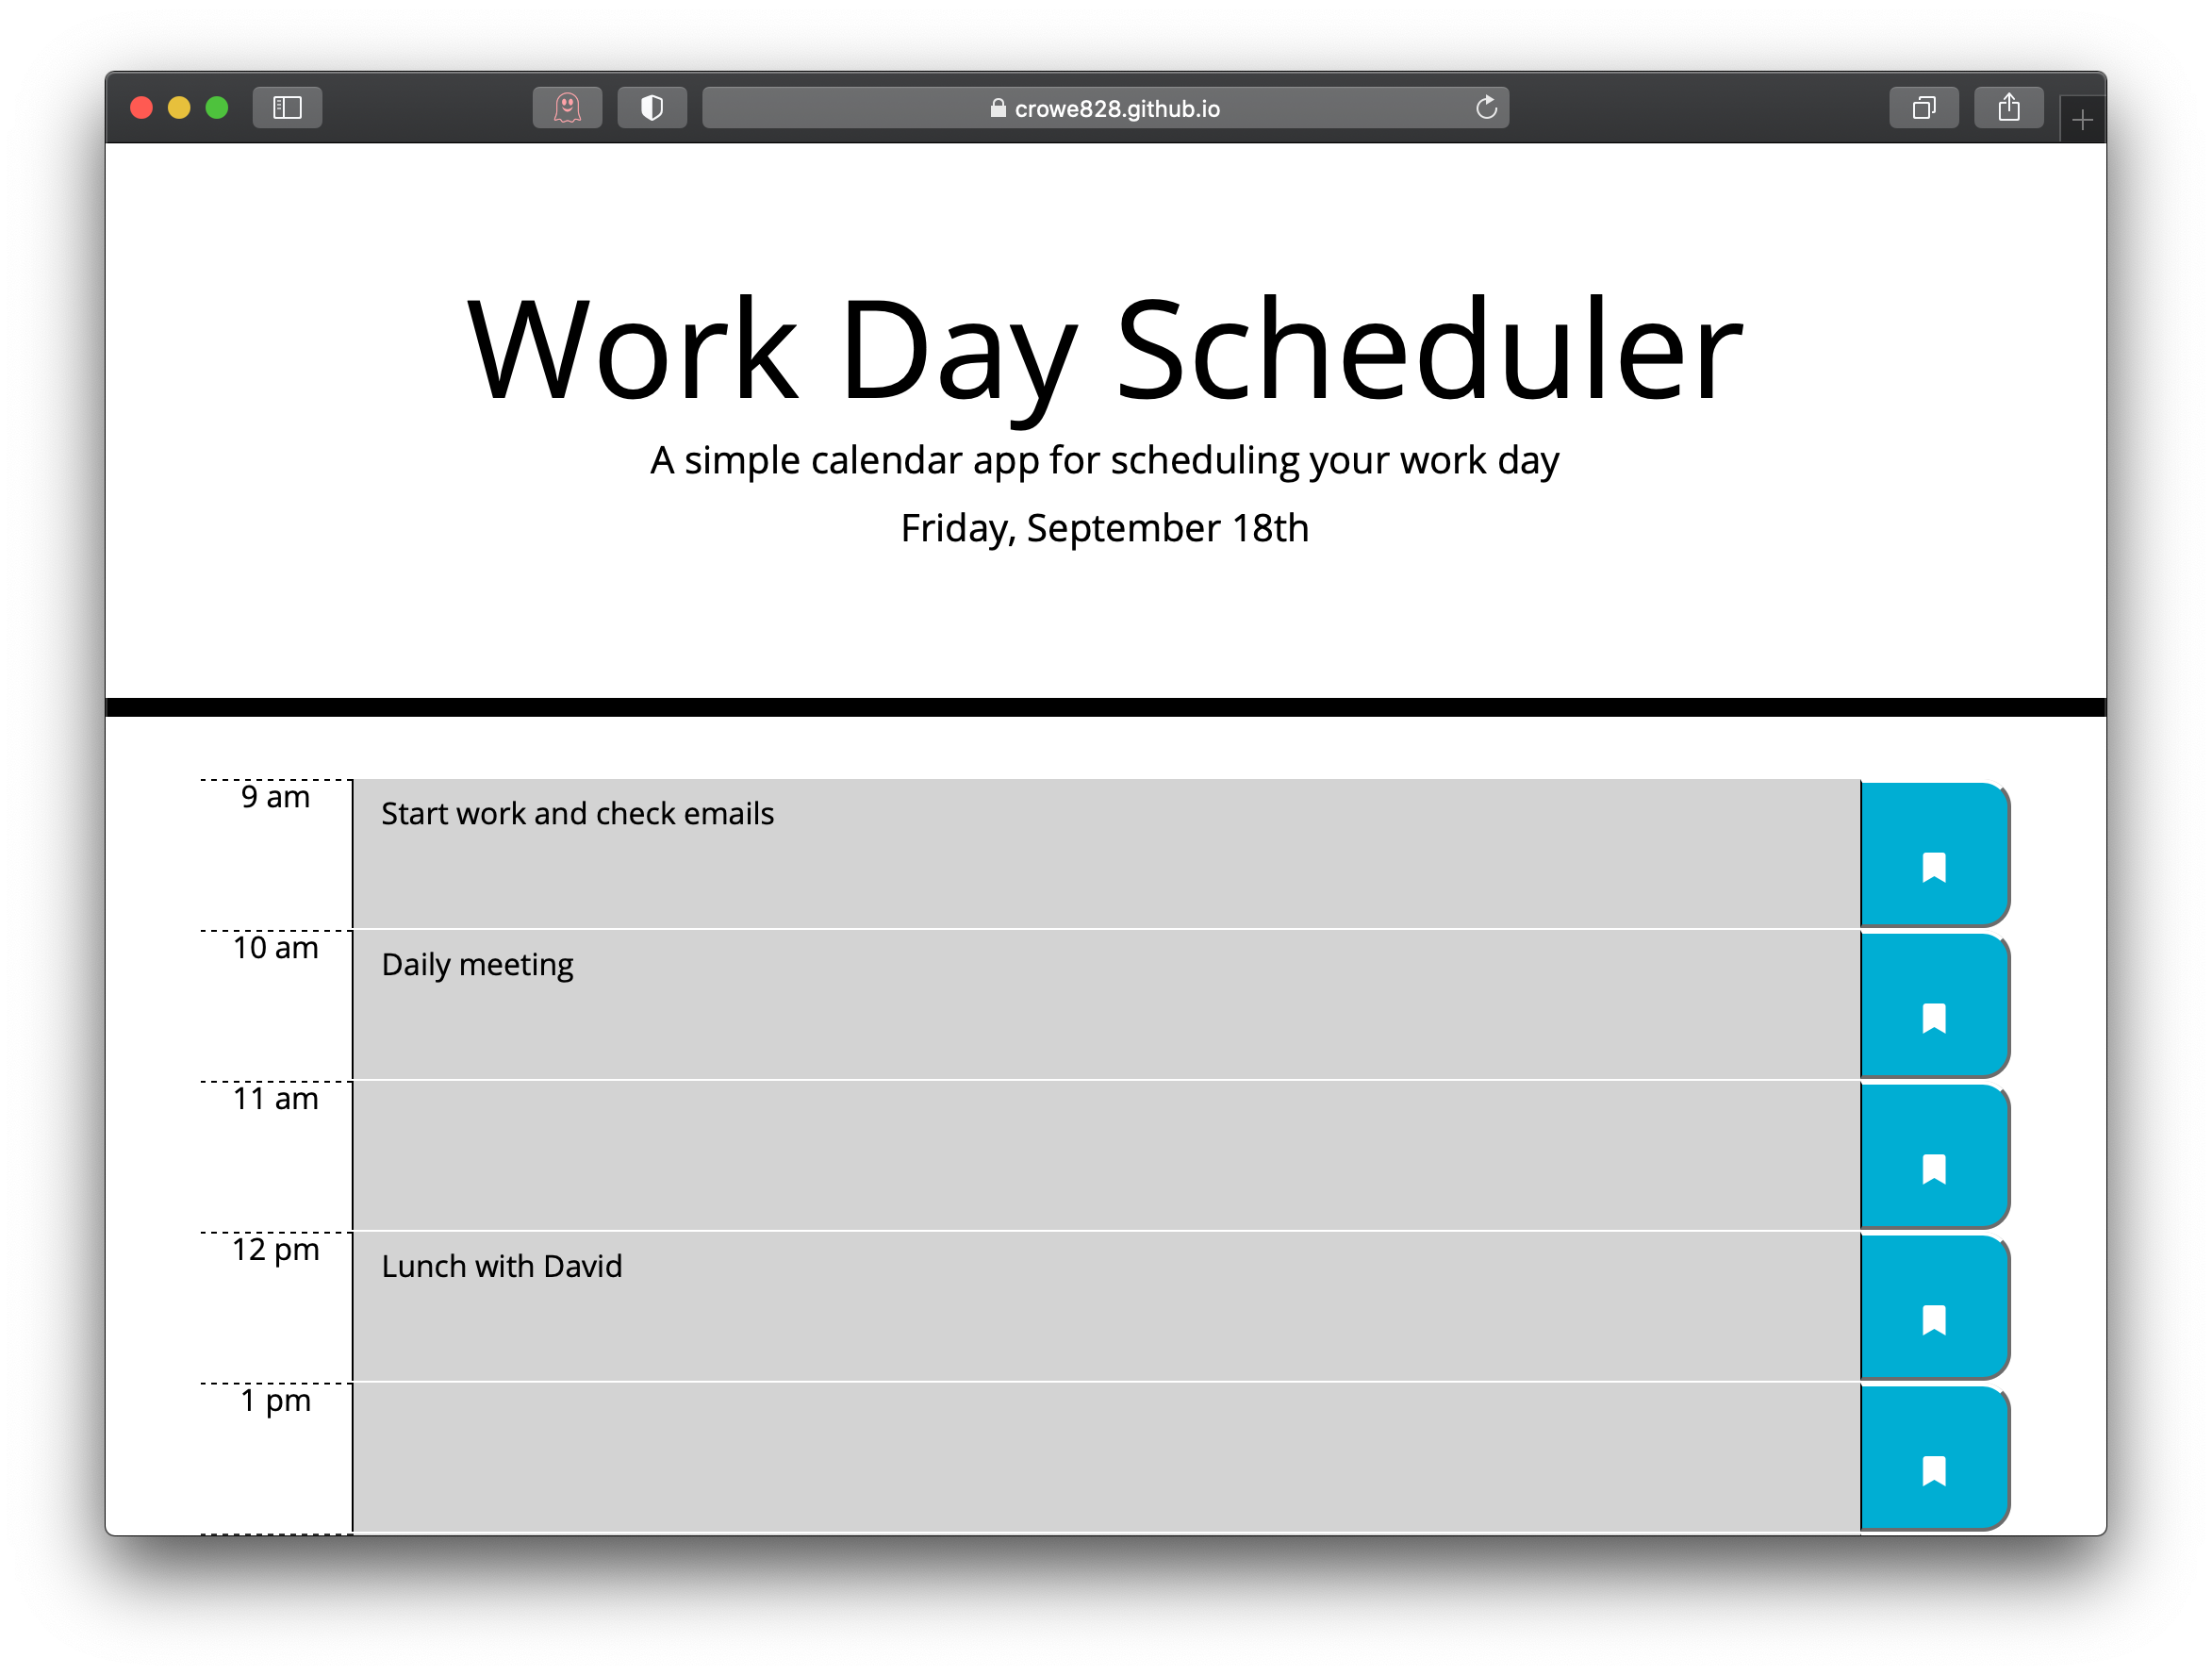 crowe828.github.io
Work Day Scheduler
A simple calendar app for scheduling your work day
Friday, September 18th
9 am
Start work and check emails
10 am
Daily meeting
11 am
12 pm
Lunch with David
1 pm